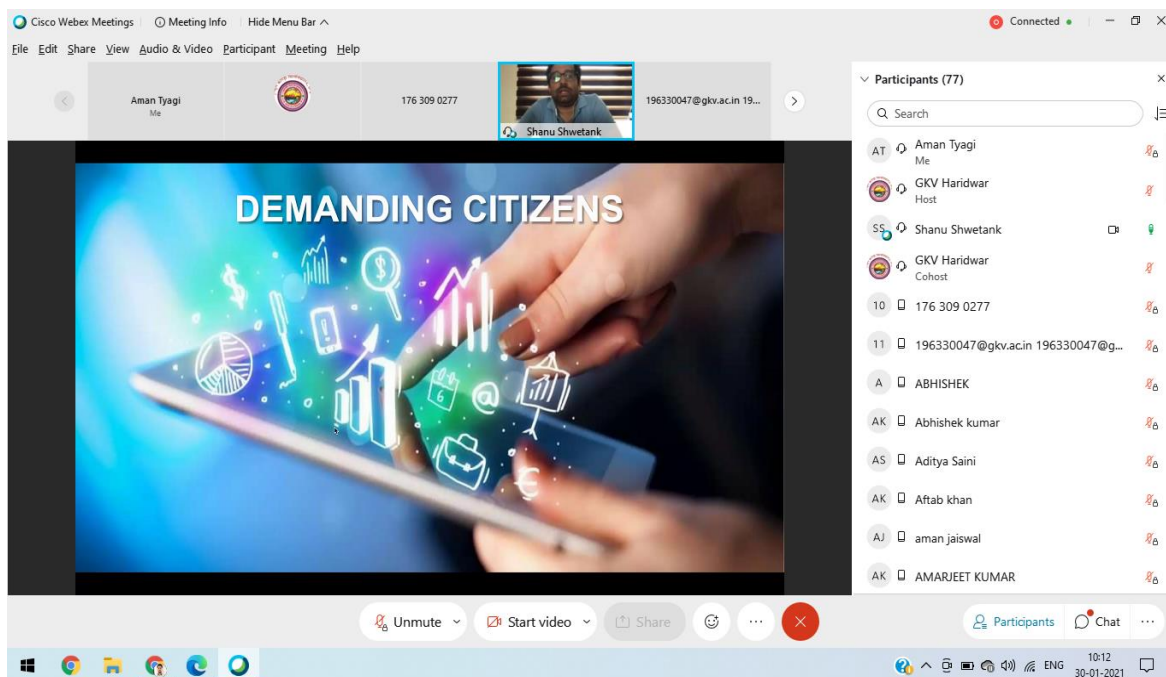 Cisco Webex Meetings
Meeting Info
Hide Menu Bar
Connected
File Edit Share View Audio & Video Participant Meeting Help
Aman Tyagi
Me
176 309 0277
Shanu Shwetank
196330047@gkv.ac.in 19...
DEMANDING CITIZENS
$
$
6
@
€
Participants (77)
Search
AT Aman Tyagi
Me
GKV Haridwar
Host
SS Shanu Shwetank
GKV Haridwar
Cohost
10 176 309 0277
11 196330047@gkv.ac.in 196330047@g...
A ABHISHEK
AK Abhishek kumar
AS Aditya Saini
AK Aftab khan
AJ aman jaiswal
AK AMARJEET KUMAR
Unmute
Start video
Share
Participants
Chat
ENG
10:12
30-01-2021